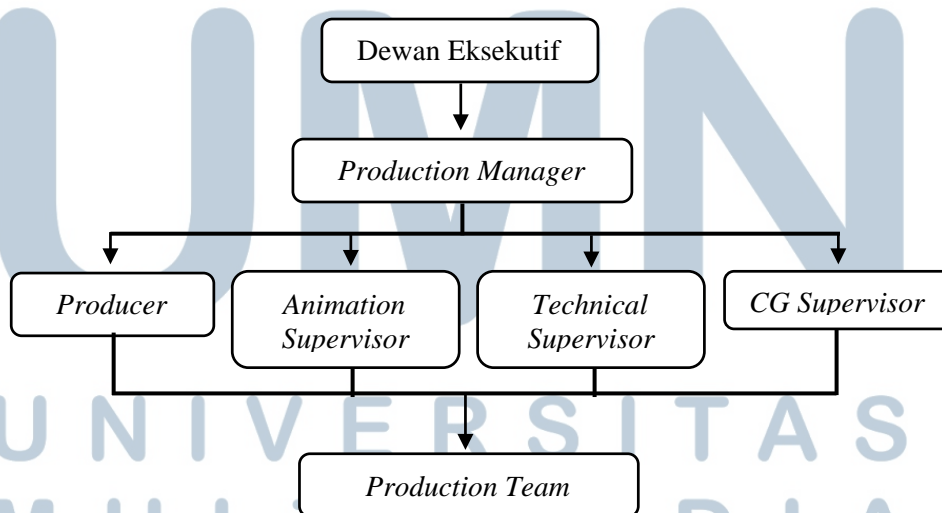 UMN
Dewan Eksekutif
Production Manager
Producer
Animation
Supervisor
Technical
Supervisor
CG Supervisor
UNIVERSITAS
Production Team